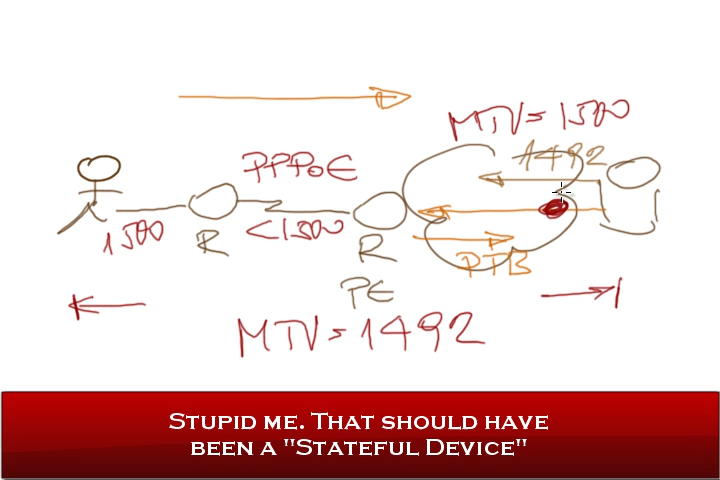 MTU=1500
1492
PPPoE
1500
<1500
R
R
PTB
PE
MTU=1492
STUPID ME. THAT SHOULD HAVE
BEEN A "STATEFUL DEVICE"